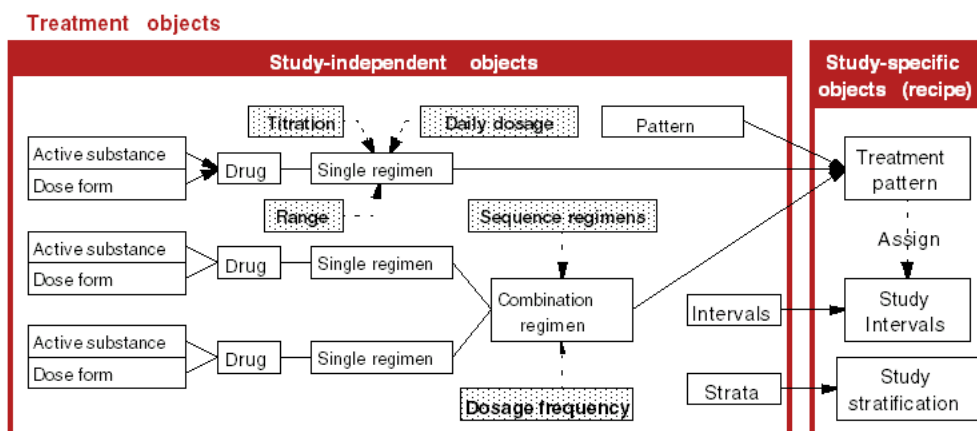 Treatment objects
Study-independent objects
Study-specific
objects (recipe)
Titration
Daily dosage
Pattern
Active substance
Dose form
Drug
Single regimen
Treatment
pattern
Range
Sequence regimens
Assign
Active substance
Dose form
Drug
Single regimen
Combination
regimen
Intervals
Study
Intervals
Active substance
Dose form
Drug
Single regimen
Dosage frequency
Strata
Study
stratification